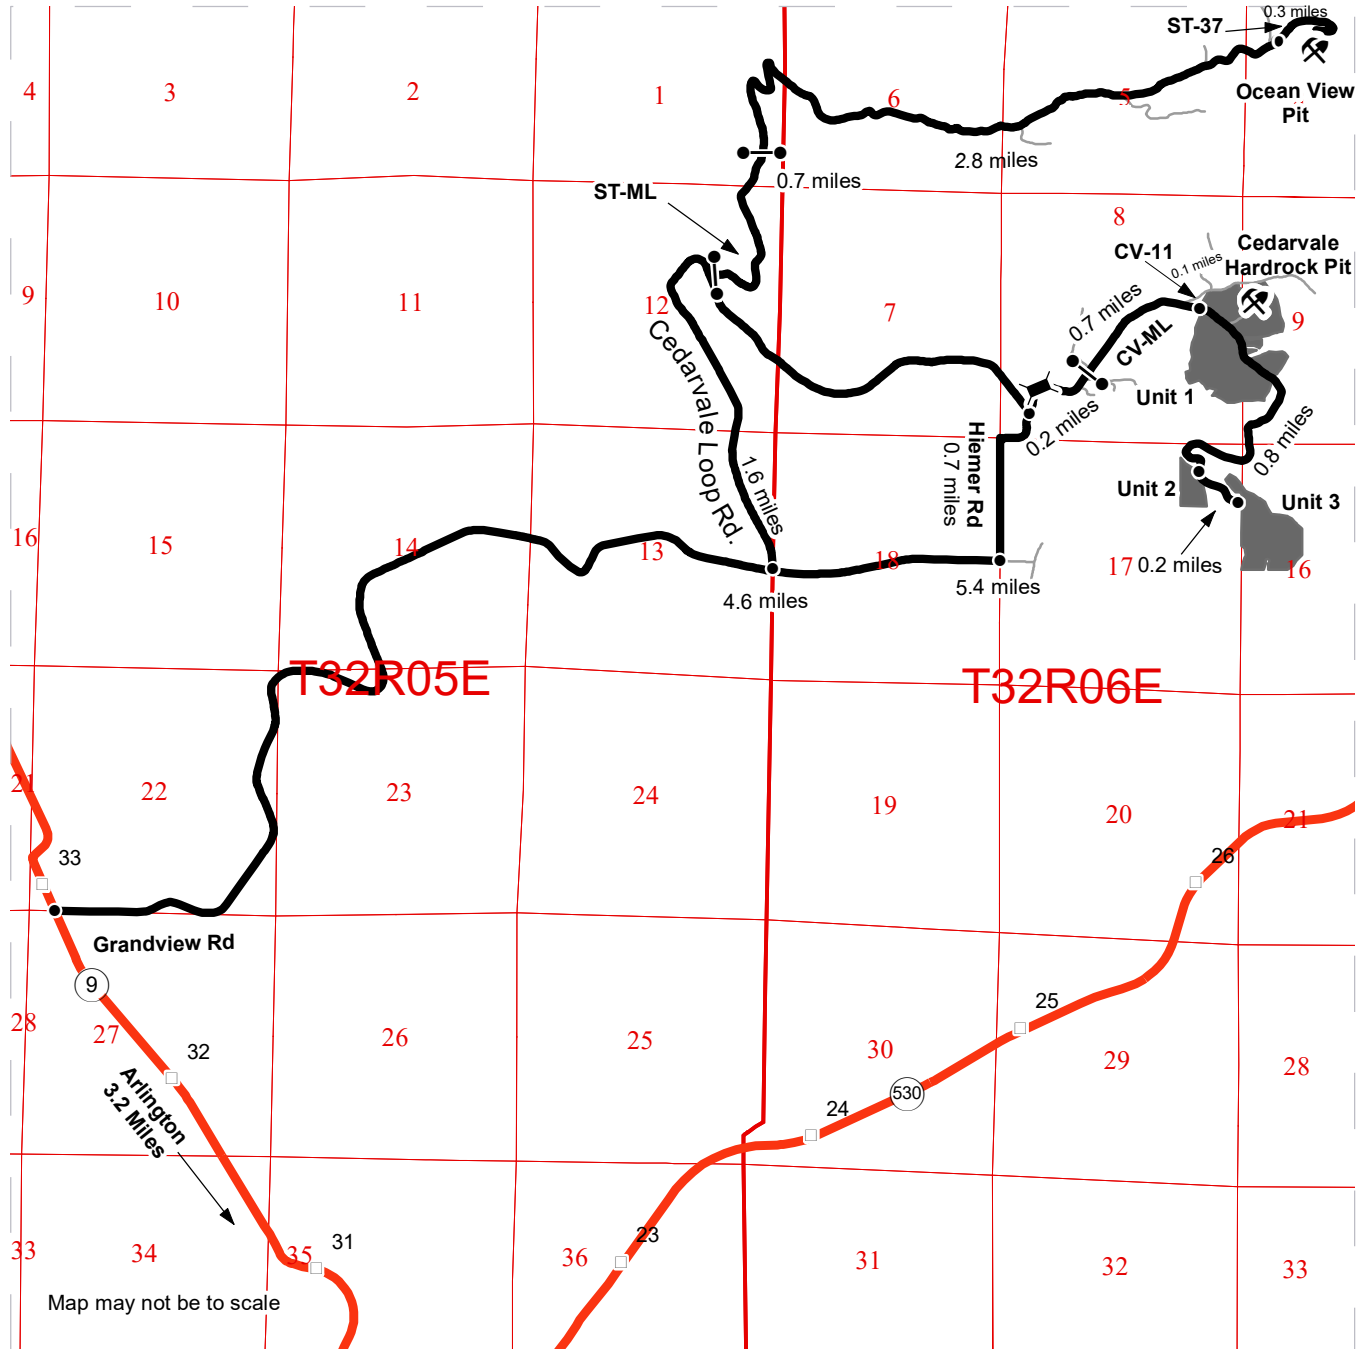 0.3 miles
ST-37
Ocean View
Pit
4
3
2
1
6
5
2.8 miles
0.7 miles
ST-ML
8
CV-11
0.1 miles
Cedarvale
Hardrock Pit
9
10
11
12
7
0.7 miles
CV-ML
9
Cedarvale Loop Rd.
Unit 1
0.2 miles
Hiemer Rd
0.7 miles
0.8 miles
1.6 miles
Unit 2
Unit 3
16
15
14
13
18
17
0.2 miles
16
4.6 miles
5.4 miles
T32R05E
T32R06E
21
22
23
24
19
20
21
33
26
Grandview Rd
9
28
27
26
25
30
25
29
28
32
Arlington
3.2 Miles
530
24
33
34
35
31
36
23
31
32
33
Map may not be to scale